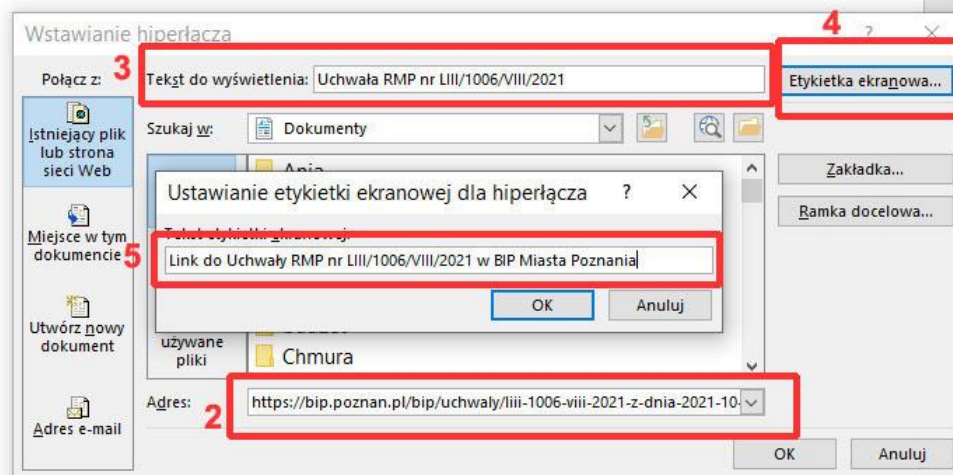 4
Wstawianie hiperłącza ? ×
Połącz z: 3 Tekst do wyświetlenia: Uchwała RMP nr LIII/1006/VIII/2021 Etykietka ekranowa...
Istniejący plik lub strona sieci Web
Szukaj w: Dokumenty
Ania
Zakładka...
Ramka docelowa...
Ustawianie etykietki ekranowej dla hiperłącza ? ×
Tekst etykietki ekranowej:
5 Link do Uchwały RMP nr LIII/1006/VIII/2021 w BIP Miasta Poznania
OK Anuluj
Miejsce w tym dokumencie
Utwórz nowy dokument
używane pliki
Chmura
Adres: 2 https://bip.poznan.pl/bip/uchwaly/liii-1006-viii-2021-z-dnia-2021-10-
Adres e-mail
OK Anuluj